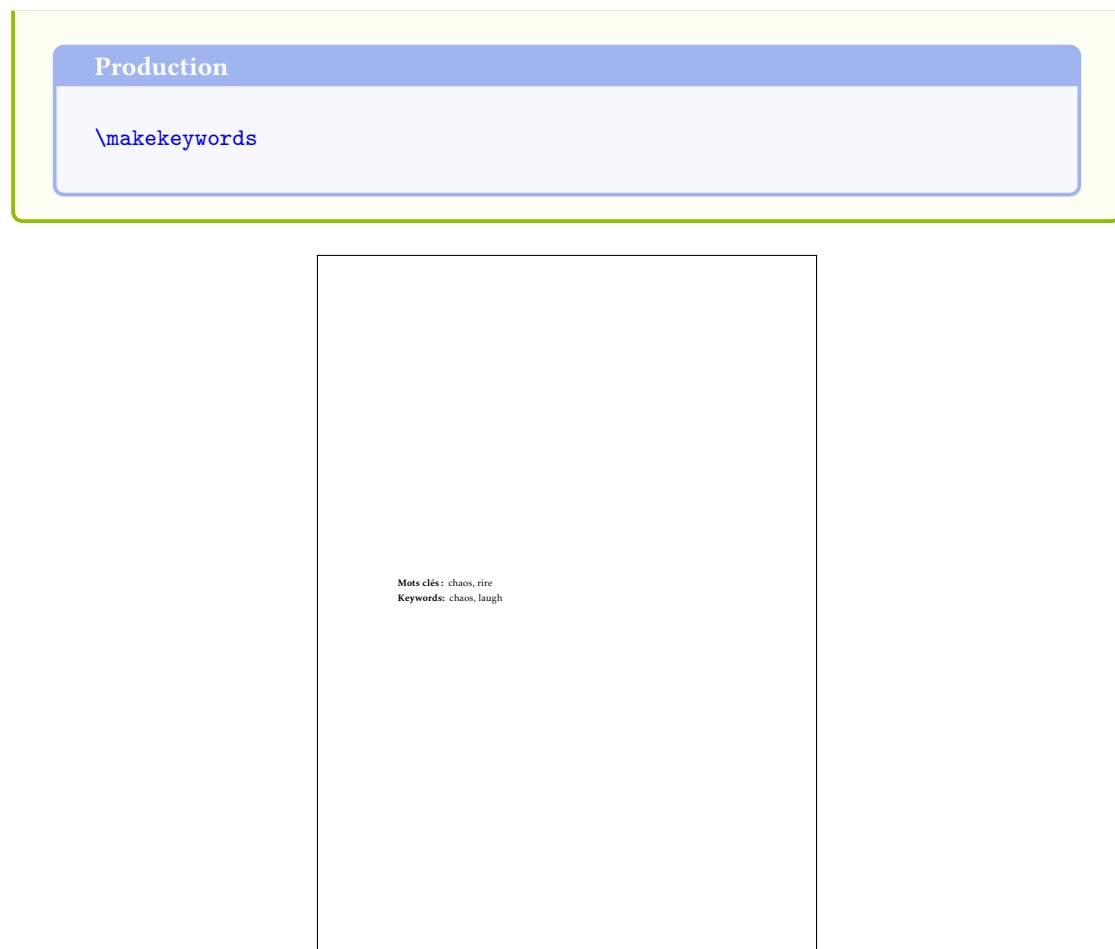 Production
\makekeywords
Mots clés : chaos, rire
Keywords: chaos, laugh